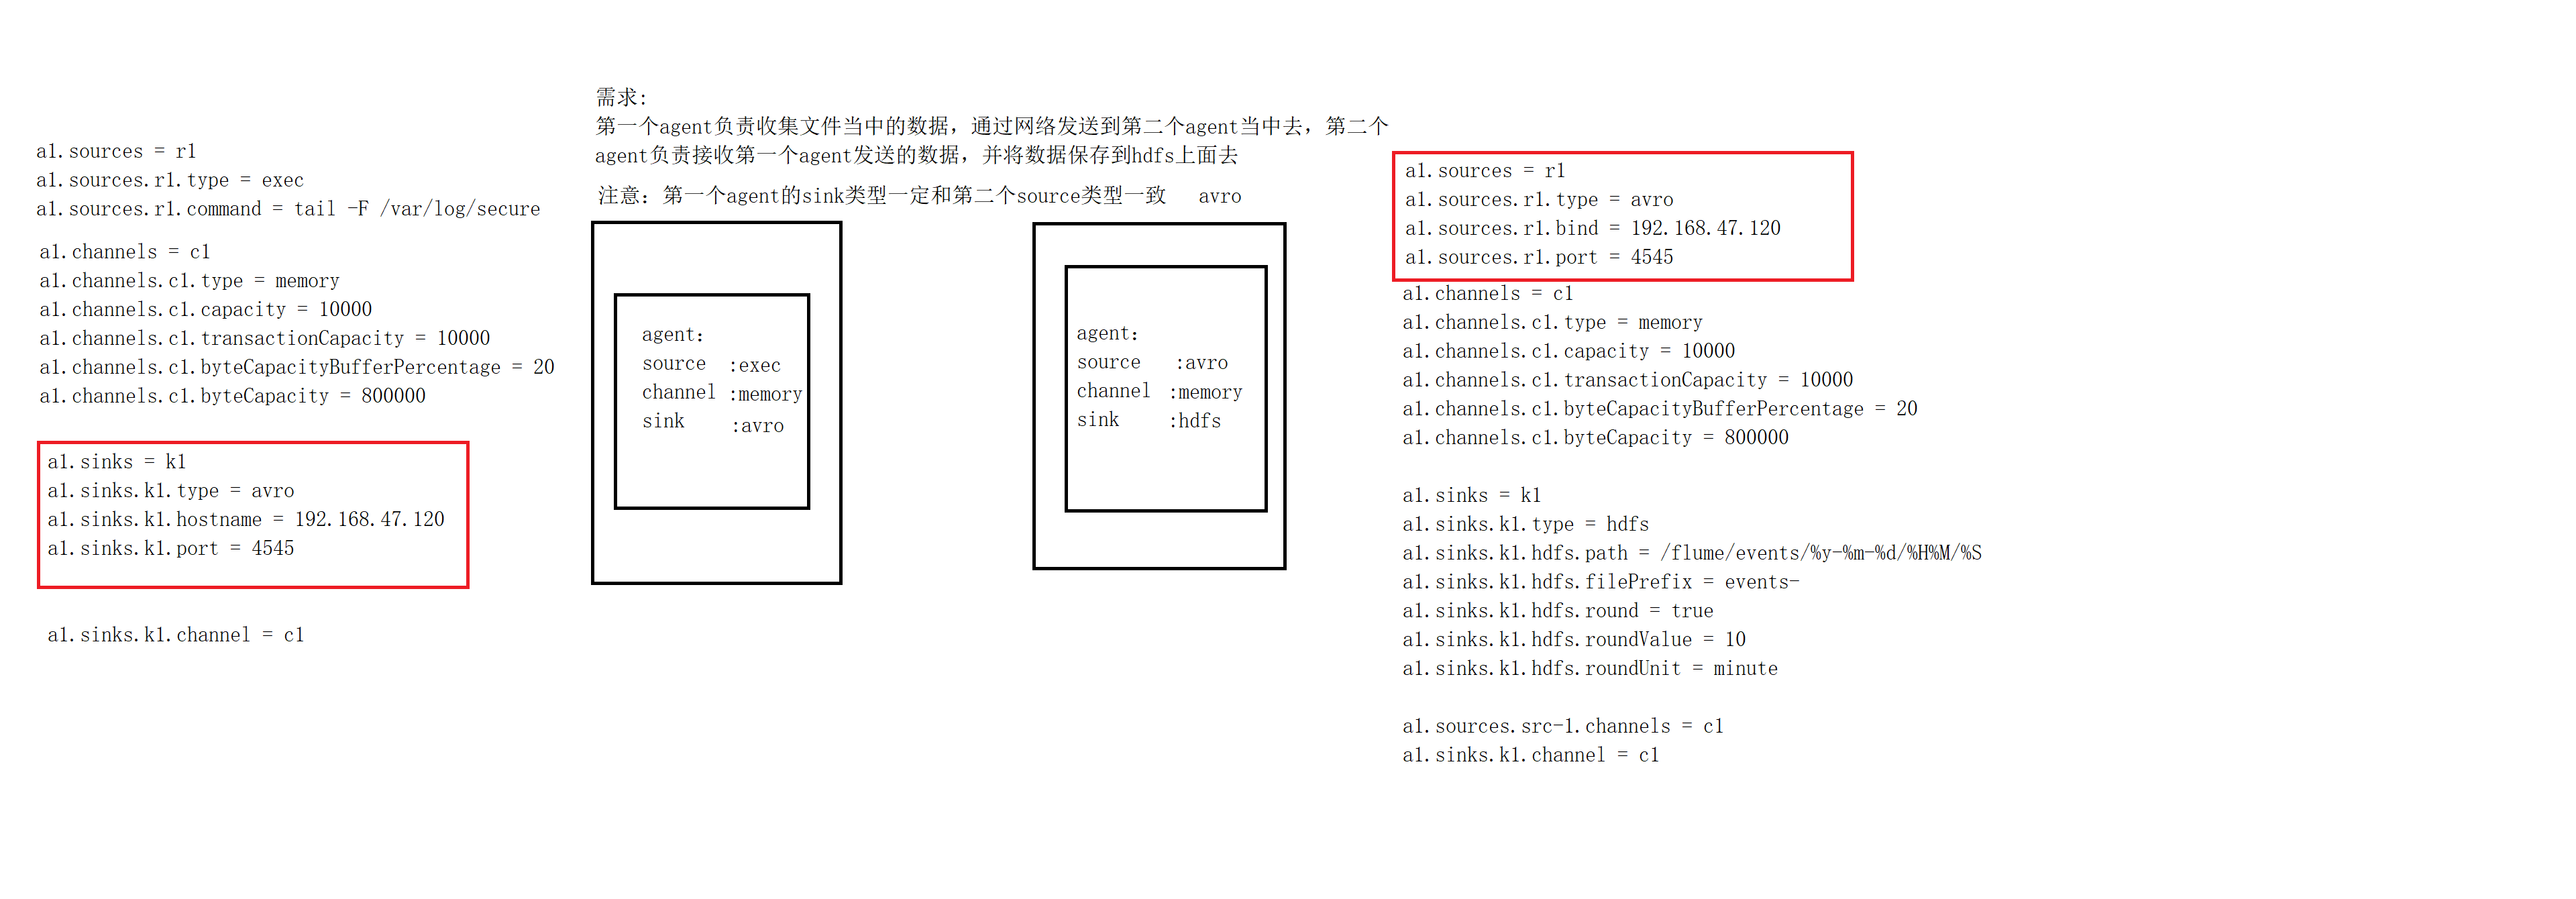 需求:
第一个agent负责收集文件当中的数据，通过网络发送到第二个agent当中去，第二个
agent负责接收第一个agent发送的数据，并将数据保存到hdfs上面去
注意：第一个agent的sink类型一定和第二个source类型一致 avro
a1.sources = r1
a1.sources.r1.type = exec
a1.sources.r1.command = tail -F /var/log/secure
a1.channels = c1
a1.channels.c1.type = memory
a1.channels.c1.capacity = 10000
a1.channels.c1.transactionCapacity = 10000
a1.channels.c1.byteCapacityBufferPercentage = 20
a1.channels.c1.byteCapacity = 800000
a1.sinks = k1
a1.sinks.k1.type = avro
a1.sinks.k1.hostname = 192.168.47.120
a1.sinks.k1.port = 4545
a1.sinks.k1.channel = c1
agent:
source :exec
channel :memory
sink :avro
agent:
source :avro
channel :memory
sink :hdfs
a1.sources = r1
a1.sources.r1.type = avro
a1.sources.r1.bind = 192.168.47.120
a1.sources.r1.port = 4545
a1.channels = c1
a1.channels.c1.type = memory
a1.channels.c1.capacity = 10000
a1.channels.c1.transactionCapacity = 10000
a1.channels.c1.byteCapacityBufferPercentage = 20
a1.channels.c1.byteCapacity = 800000
a1.sinks = k1
a1.sinks.k1.type = hdfs
a1.sinks.k1.hdfs.path = /flume/events/%y-%m-%d/%H%M/%S
a1.sinks.k1.hdfs.filePrefix = events-
a1.sinks.k1.hdfs.round = true
a1.sinks.k1.hdfs.roundValue = 10
a1.sinks.k1.hdfs.roundUnit = minute
a1.sources.src-1.channels = c1
a1.sinks.k1.channel = c1